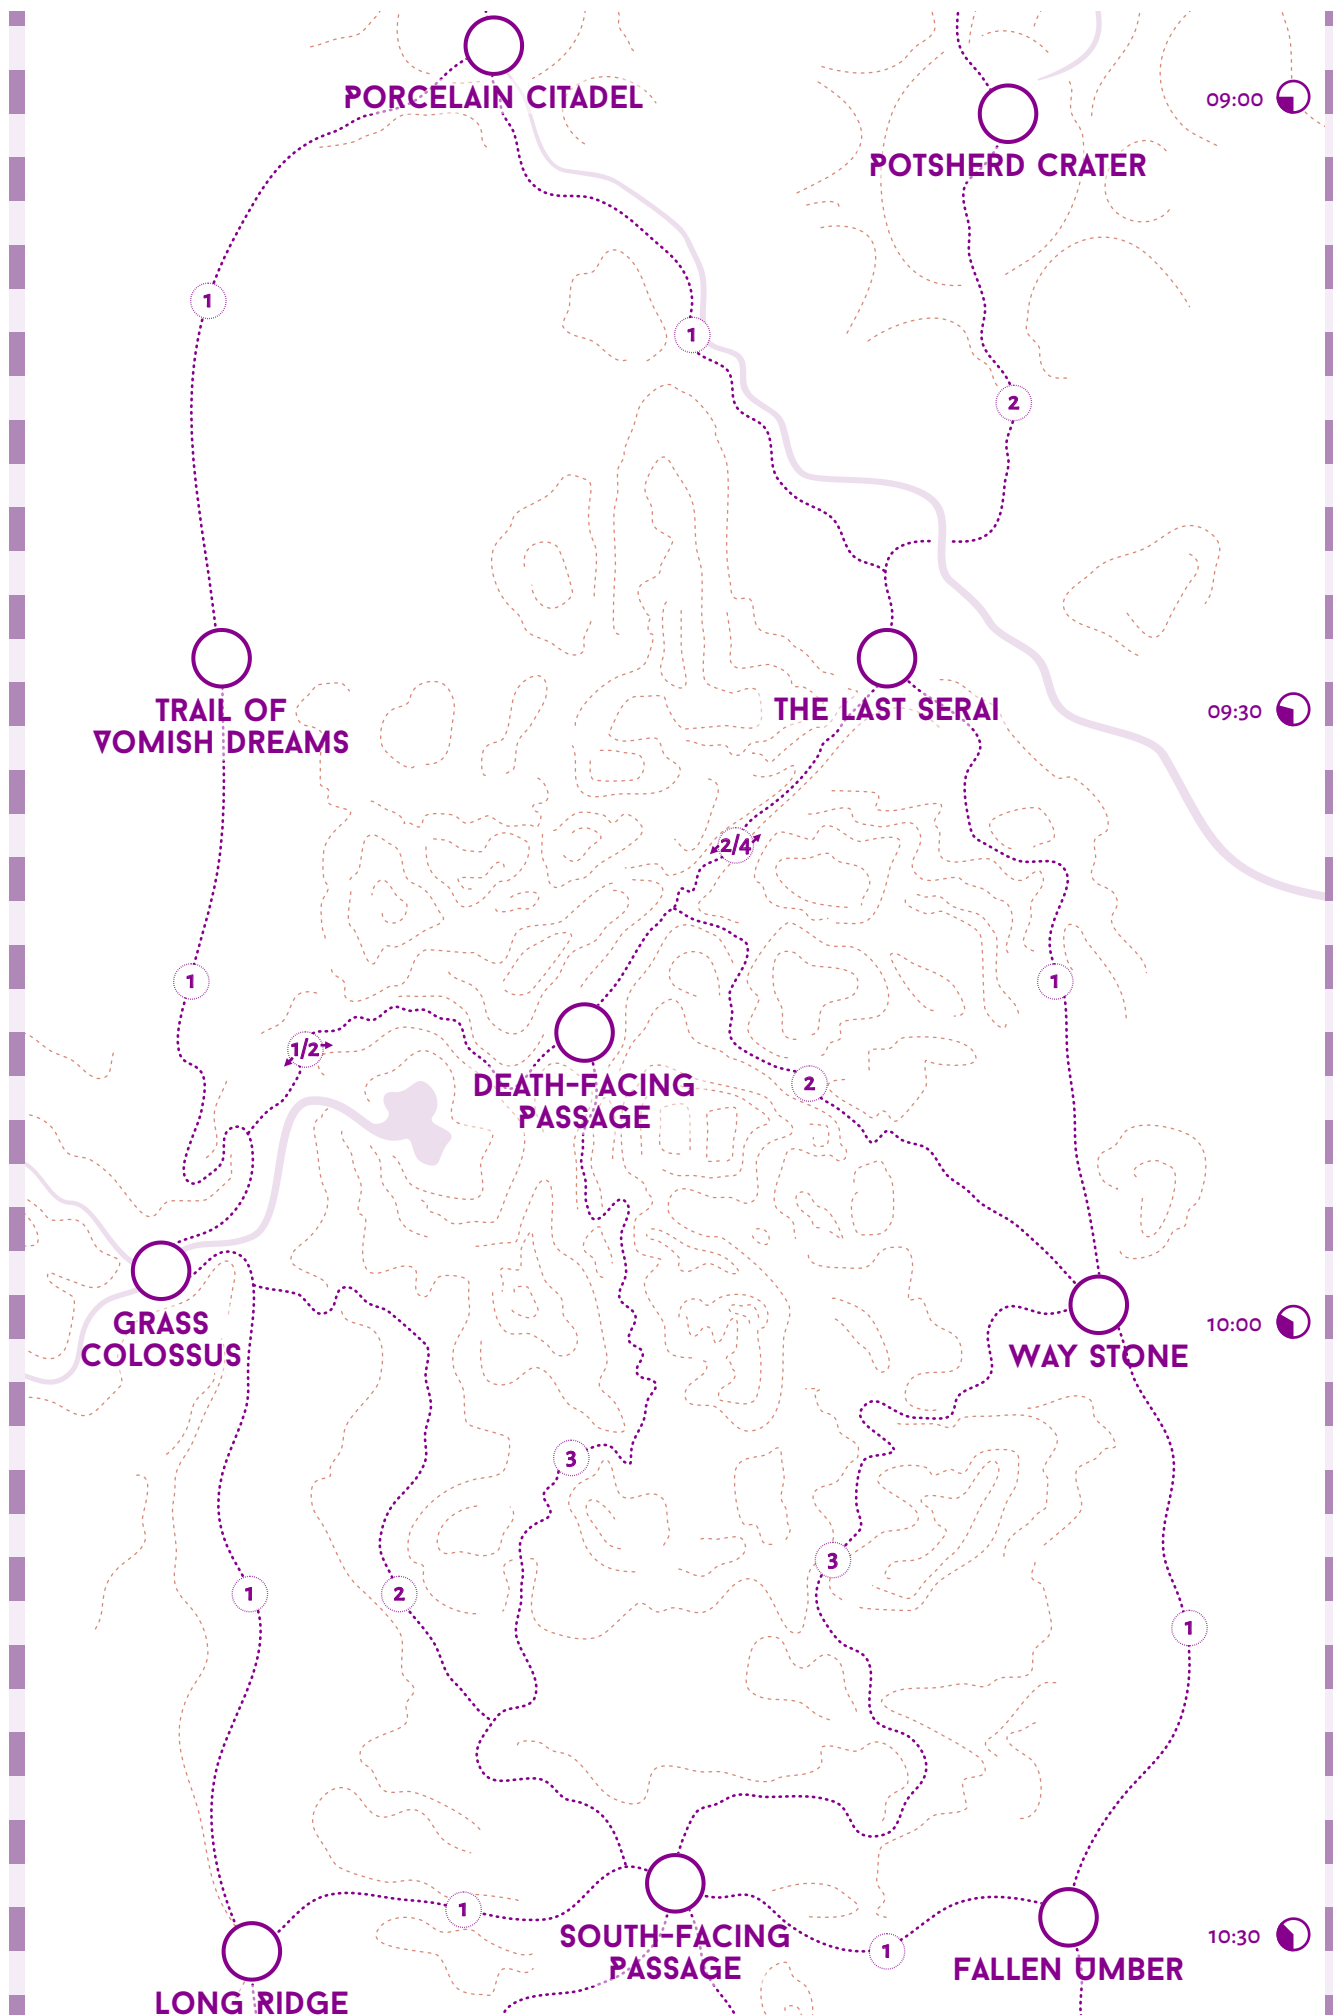 PORCELAIN CITADEL
09:00
POTSHERD CRATER
1
1
2
TRAIL OF
VOMISH DREAMS
THE LAST SERAI
09:30
2/4
1
1
1/2
DEATH-FACING
PASSAGE
2
GRASS
COLOSSUS
WAY STONE
10:00
3
3
1
2
1
SOUTH-FACING
PASSAGE
1
1
FALLEN UMBER
10:30
LONG RIDGE